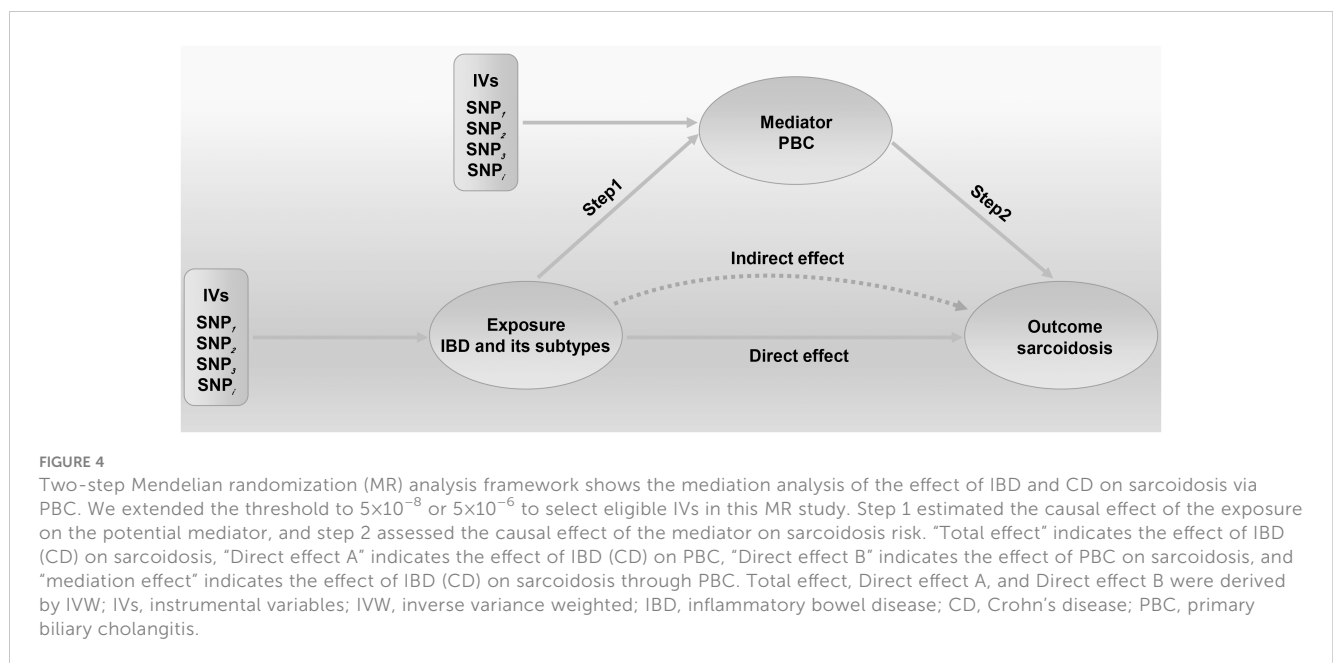 IVs
SNP1
SNP2
SNP3
SNPi
Mediator
PBC
Step1
Step2
Indirect effect
IVs
SNP1
SNP2
SNP3
SNPi
Exposure
IBD and its subtypes
Direct effect
Outcome
sarcoidosis
FIGURE 4
Two-step Mendelian randomization (MR) analysis framework shows the mediation analysis of the effect of IBD and CD on sarcoidosis via
PBC. We extended the threshold to 5×10⁻⁸ or 5×10⁻⁶ to select eligible IVs in this MR study. Step 1 estimated the causal effect of the exposure
on the potential mediator, and step 2 assessed the causal effect of the mediator on sarcoidosis risk. “Total effect” indicates the effect of IBD
(CD) on sarcoidosis, “Direct effect A” indicates the effect of IBD (CD) on PBC, “Direct effect B” indicates the effect of PBC on sarcoidosis, and
“mediation effect” indicates the effect of IBD (CD) on sarcoidosis through PBC. Total effect, Direct effect A, and Direct effect B were derived
by IVW; IVs, instrumental variables; IVW, inverse variance weighted; IBD, inflammatory bowel disease; CD, Crohn’s disease; PBC, primary
biliary cholangitis.